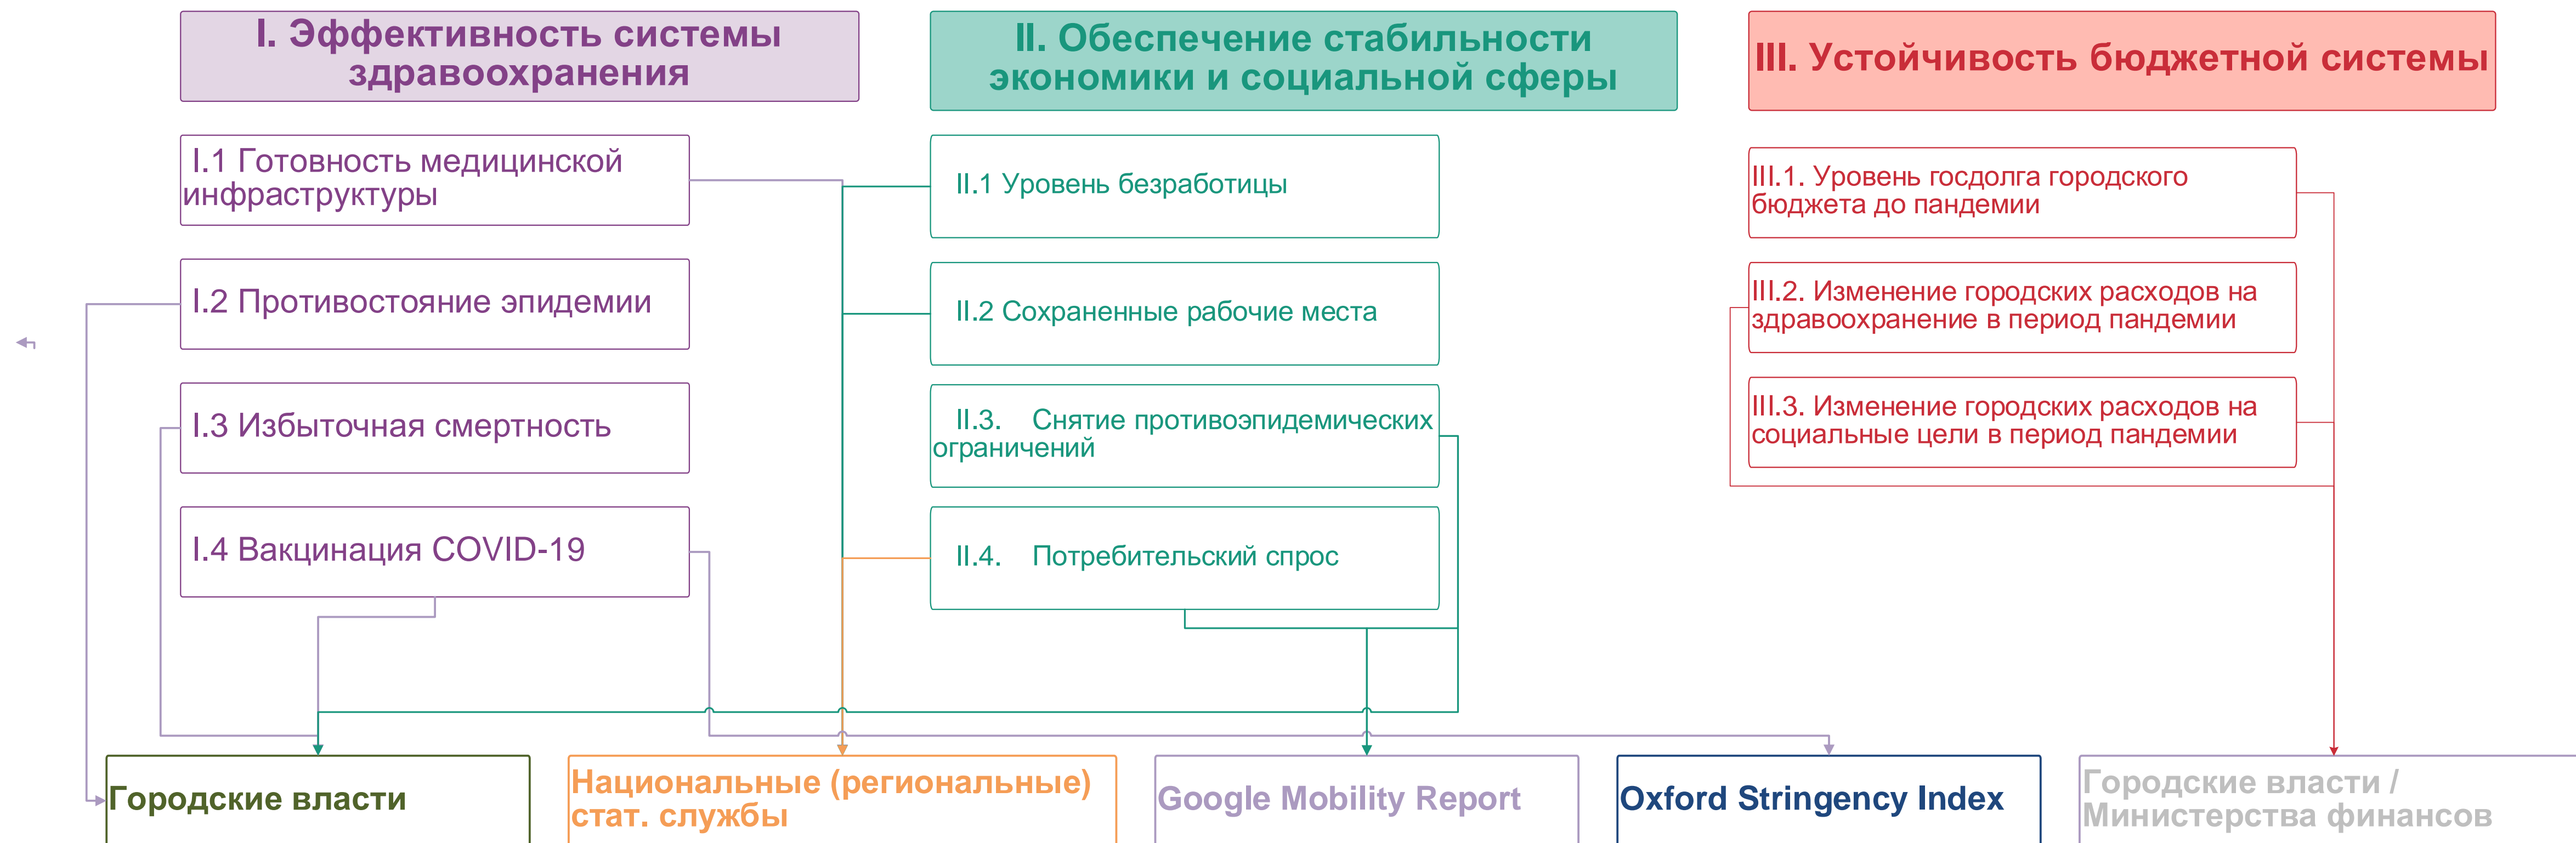 I. Эффективность системы
здравоохранения
II. Обеспечение стабильности
экономики и социальной сферы
III. Устойчивость бюджетной системы
I.1 Готовность медицинской
инфраструктуры
I.2 Противостояние эпидемии
I.3 Избыточная смертность
I.4 Вакцинация COVID-19
II.1 Уровень безработицы
II.2 Сохраненные рабочие места
II.3. Снятие противоэпидемических
ограничений
II.4. Потребительский спрос
III.1. Уровень госдолга городского
бюджета до пандемии
III.2. Изменение городских расходов на
здравоохранение в период пандемии
III.3. Изменение городских расходов на
социальные цели в период пандемии
Городские власти
Национальные (региональные)
стат. службы
Google Mobility Report
Oxford Stringency Index
Городские власти /
Министерства финансов